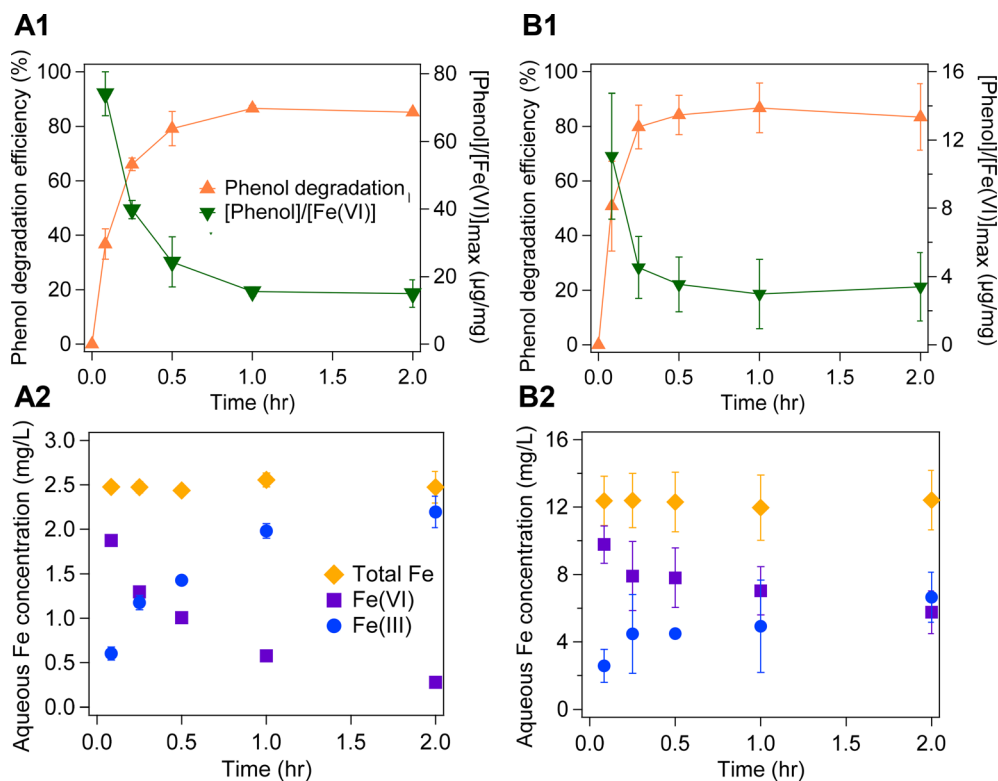 A1
Phenol degradation efficiency (%)
100
80
60
40
20
0
80
60
40
20
0
[Phenol]/[Fe(VI)]max (µg/mg)
Phenol degradation
[Phenol]/[Fe(VI)]
0.0 0.5 1.0 1.5 2.0
Time (hr)
B1
Phenol degradation efficiency (%)
100
80
60
40
20
0
16
13
10
6
3
0
[Phenol]/[Fe(VI)]max (µg/mg)
0.0 0.5 1.0 1.5 2.0
Time (hr)
A2
Aqueous Fe concentration (mg/L)
3.0
2.5
2.0
1.5
1.0
0.5
0.0
Total Fe
Fe(VI)
Fe(III)
0.0 0.5 1.0 1.5 2.0
Time (hr)
B2
Aqueous Fe concentration (mg/L)
16
12
8
4
0
0.0 0.5 1.0 1.5 2.0
Time (hr)